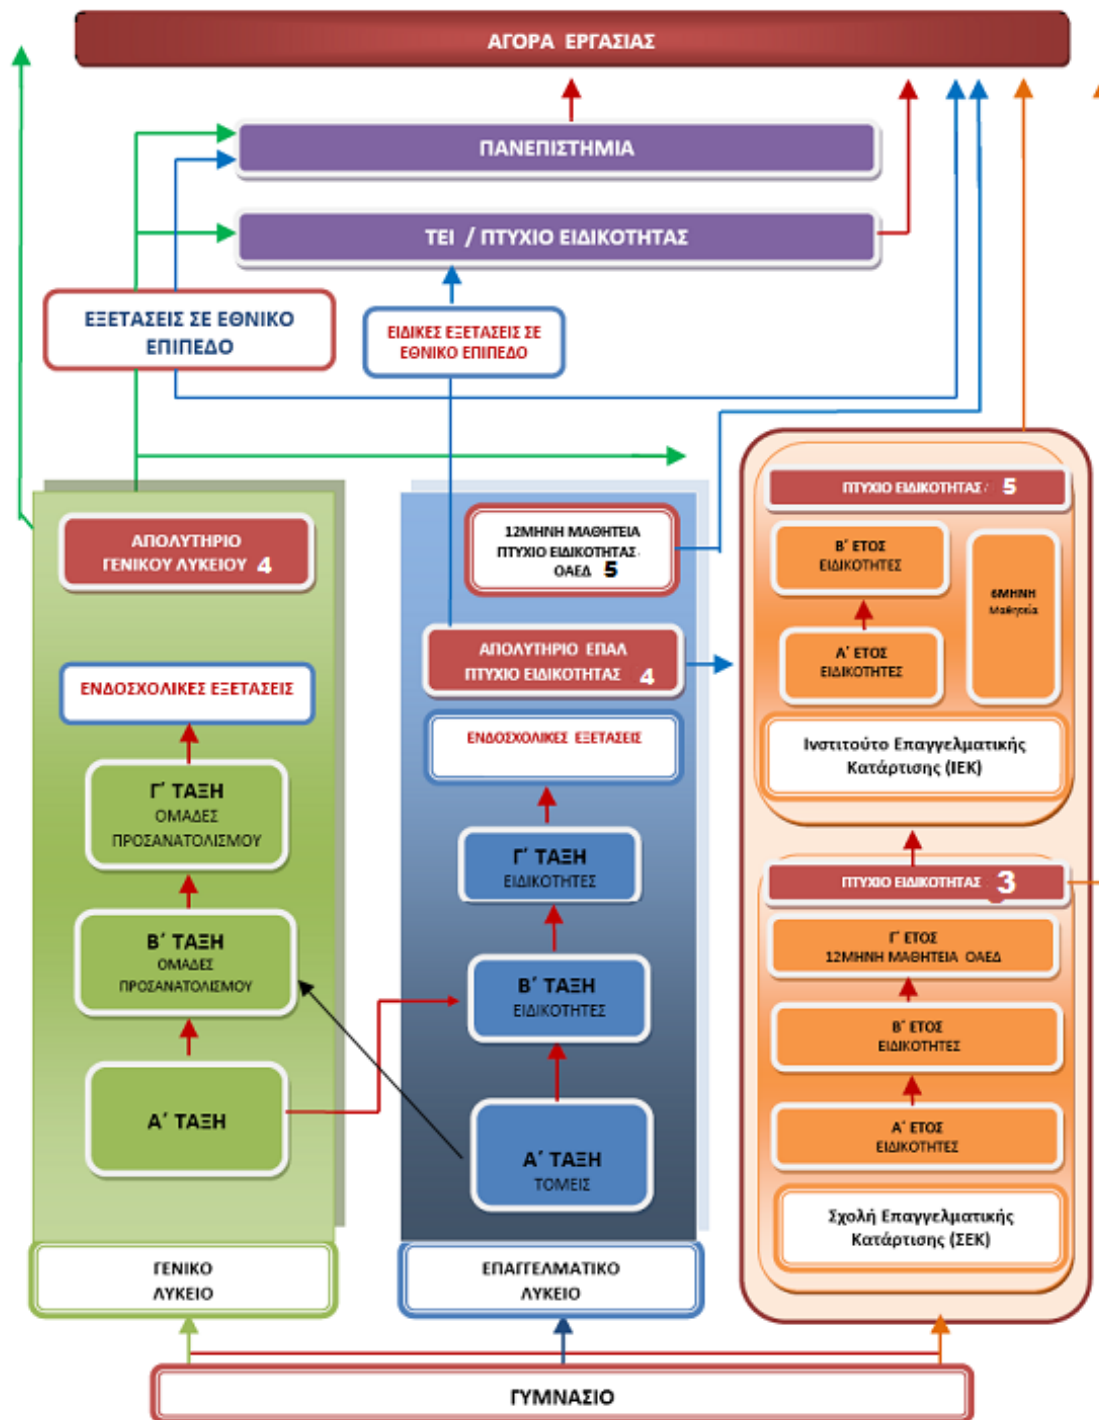 ΑΓΟΡΑ ΕΡΓΑΣΙΑΣ
ΠΑΝΕΠΙΣΤΗΜΙΑ
ΤΕΙ / ΠΤΥΧΙΟ ΕΙΔΙΚΟΤΗΤΑΣ
ΕΞΕΤΑΣΕΙΣ ΣΕ ΕΘΝΙΚΟ
ΕΠΙΠΕΔΟ
ΕΙΔΙΚΕΣ ΕΞΕΤΑΣΕΙΣ ΣΕ
ΕΘΝΙΚΟ ΕΠΙΠΕΔΟ
ΑΠΟΛΥΤΗΡΙΟ
ΓΕΝΙΚΟΥ ΛΥΚΕΙΟΥ 4
ΕΝΔΟΣΧΟΛΙΚΕΣ ΕΞΕΤΑΣΕΙΣ
Γ΄ ΤΑΞΗ
ΟΜΑΔΕΣ
ΠΡΟΣΑΝΑΤΟΛΙΣΜΟΥ
Β΄ ΤΑΞΗ
ΟΜΑΔΕΣ
ΠΡΟΣΑΝΑΤΟΛΙΣΜΟΥ
Α΄ ΤΑΞΗ
ΓΕΝΙΚΟ
ΛΥΚΕΙΟ
12ΜΗΝΗ ΜΑΘΗΤΕΙΑ
ΠΤΥΧΙΟ ΕΙΔΙΚΟΤΗΤΑΣ
ΟΑΕΔ 5
ΑΠΟΛΥΤΗΡΙΟ ΕΠΑΛ
ΠΤΥΧΙΟ ΕΙΔΙΚΟΤΗΤΑΣ 4
ΕΝΔΟΣΧΟΛΙΚΕΣ ΕΞΕΤΑΣΕΙΣ
Γ΄ ΤΑΞΗ
ΕΙΔΙΚΟΤΗΤΕΣ
Β΄ ΤΑΞΗ
ΕΙΔΙΚΟΤΗΤΕΣ
Α΄ ΤΑΞΗ
ΤΟΜΕΙΣ
ΕΠΑΓΓΕΛΜΑΤΙΚΟ
ΛΥΚΕΙΟ
ΠΤΥΧΙΟ ΕΙΔΙΚΟΤΗΤΑΣ 5
Β΄ ΕΤΟΣ
ΕΙΔΙΚΟΤΗΤΕΣ
6ΜΗΝΗ
Μαθητεία
Α΄ ΕΤΟΣ
ΕΙΔΙΚΟΤΗΤΕΣ
Ινστιτούτο Επαγγελματικής
Κατάρτισης (ΙΕΚ)
ΠΤΥΧΙΟ ΕΙΔΙΚΟΤΗΤΑΣ 3
Γ΄ ΕΤΟΣ
12ΜΗΝΗ ΜΑΘΗΤΕΙΑ ΟΑΕΔ
Β΄ ΕΤΟΣ
ΕΙΔΙΚΟΤΗΤΕΣ
Α΄ ΕΤΟΣ
ΕΙΔΙΚΟΤΗΤΕΣ
Σχολή Επαγγελματικής
Κατάρτισης (ΣΕΚ)
ΓΥΜΝΑΣΙΟ